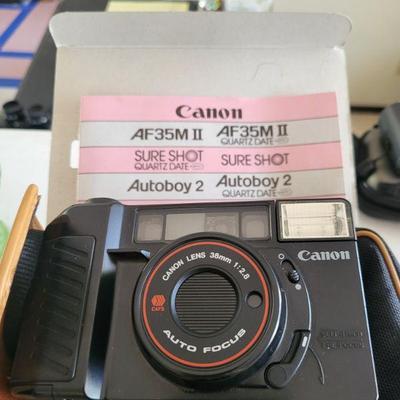 Canon
AF35M II AF35M II
QUARTZ DATE
SURE SHOT SURE SHOT
QUARTZ DATE
Autoboy 2 Autoboy 2
QUARTZ DATE
Canon
CANON LENS 38mm 1:2.8
CAFS
AUTO FOCUS